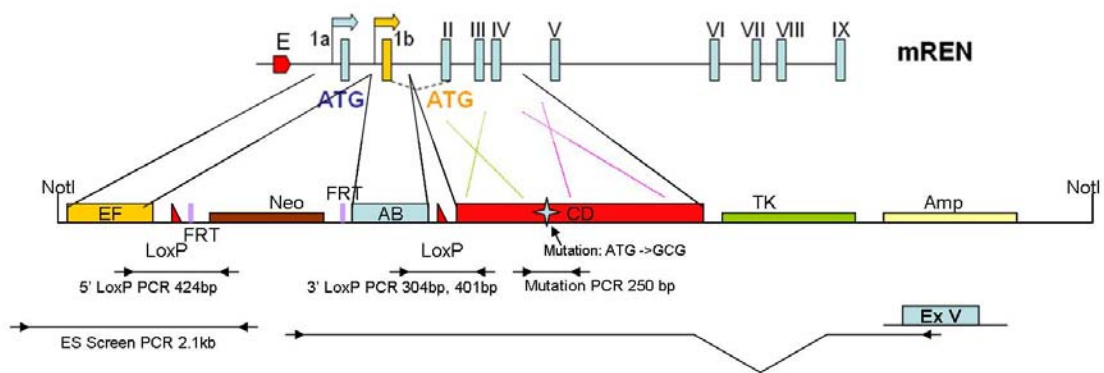 E 1a 1b II III IV V VI VII VIII IX mREN
ATG ATG
NotI EF FRT Neo FRT AB CD TK Amp NotI
LoxP LoxP Mutation: ATG ->GCG
5' LoxP PCR 424bp 3' LoxP PCR 304bp, 401bp Mutation PCR 250 bp
ES Screen PCR 2.1kb Ex V